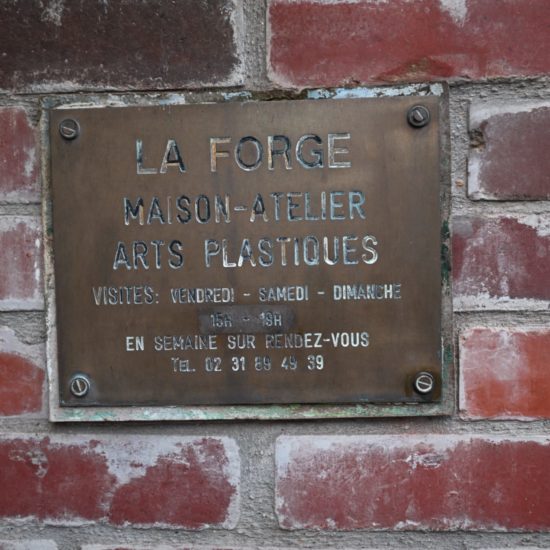 LA FORGE
MAISON-ATELIER
ARTS PLASTIQUES
VISITES: VENDREDI - SAMEDI - DIMANCHE
15H - 19H
EN SEMAINE SUR RENDEZ-VOUS
TEL. 02 31 89 49 39